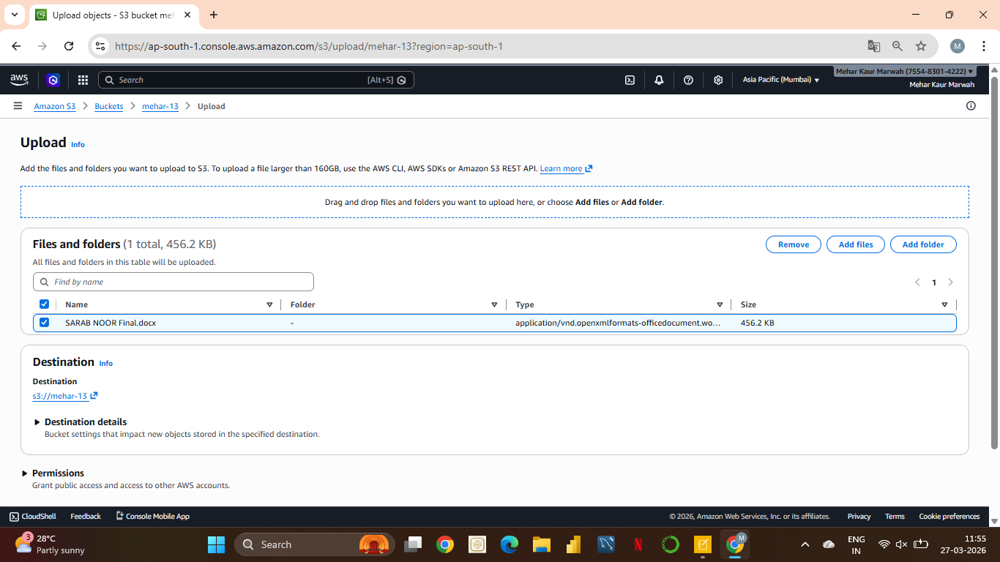 Upload objects - S3 bucket meh
https://ap-south-1.console.aws.amazon.com/s3/upload/mehar-13?region=ap-south-1
M
aws
Search [Alt+S]
Asia Pacific (Mumbai)
Mehar Kaur Marwah (7554-8301-4222)
Mehar Kaur Marwah
Amazon S3 > Buckets > mehar-13 > Upload
Upload Info
Add the files and folders you want to upload to S3. To upload a file larger than 160GB, use the AWS CLI, AWS SDKs or Amazon S3 REST API. Learn more
Drag and drop files and folders you want to upload here, or choose Add files or Add folder.
Files and folders (1 total, 456.2 KB)
Remove Add files Add folder
All files and folders in this table will be uploaded.
Find by name
1
Name Folder Type Size
SARAB NOOR Final.docx - application/vnd.openxmlformats-officedocument.wo... 456.2 KB
Destination Info
Destination
s3://mehar-13
Destination details
Bucket settings that impact new objects stored in the specified destination.
Permissions
Grant public access and access to other AWS accounts.
CloudShell Feedback Console Mobile App © 2026, Amazon Web Services, Inc. or its affiliates. Privacy Terms Cookie preferences
3
28°C
Partly sunny
Search
M
ENG
IN
11:55
27-03-2026